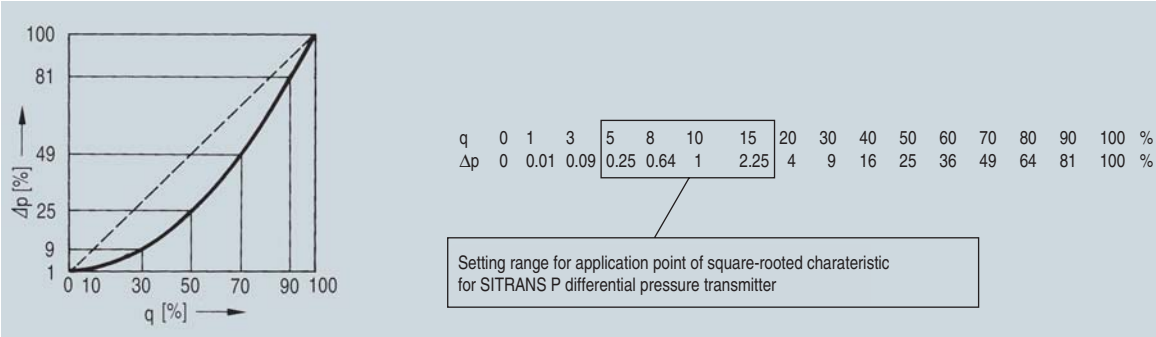 100
81
49
25
9
1
Δp [%]
0 10 30 50 70 90 100
q [%]
q 0 1 3 5 8 10 15 20 30 40 50 60 70 80 90 100 %
Δp 0 0.01 0.09 0.25 0.64 1 2.25 4 9 16 25 36 49 64 81 100 %
Setting range for application point of square-rooted charateristic
for SITRANS P differential pressure transmitter